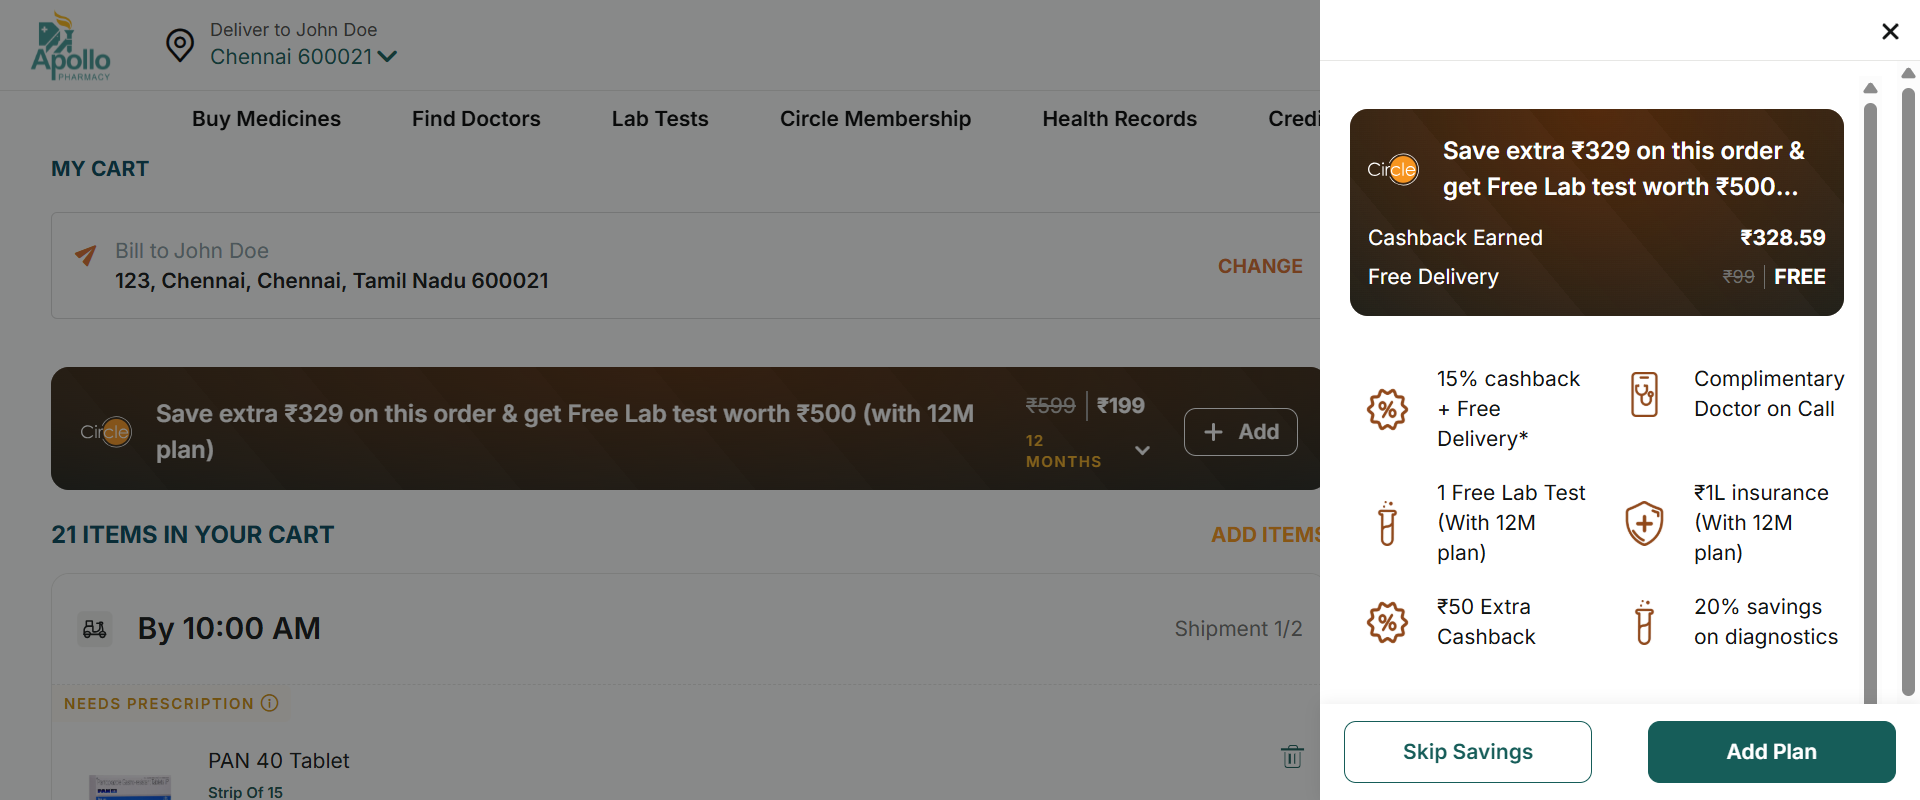 Apollo
PHARMACY
Deliver to John Doe
Chennai 600021
Buy Medicines
Find Doctors
Lab Tests
Circle Membership
Health Records
Credi
MY CART
Bill to John Doe
123, Chennai, Chennai, Tamil Nadu 600021
CHANGE
Circle
Save extra ₹329 on this order & get Free Lab test worth ₹500 (with 12M
plan)
₹599
₹199
12
MONTHS
+ Add
21 ITEMS IN YOUR CART
ADD ITEMS
By 10:00 AM
Shipment 1/2
NEEDS PRESCRIPTION
PAN 40 Tablet
Strip Of 15
Circle
Save extra ₹329 on this order &
get Free Lab test worth ₹500...
Cashback Earned
₹328.59
Free Delivery
₹99
FREE
15% cashback
+ Free
Delivery*
Complimentary
Doctor on Call
1 Free Lab Test
(With 12M
plan)
₹1L insurance
(With 12M
plan)
₹50 Extra
Cashback
20% savings
on diagnostics
Skip Savings
Add Plan